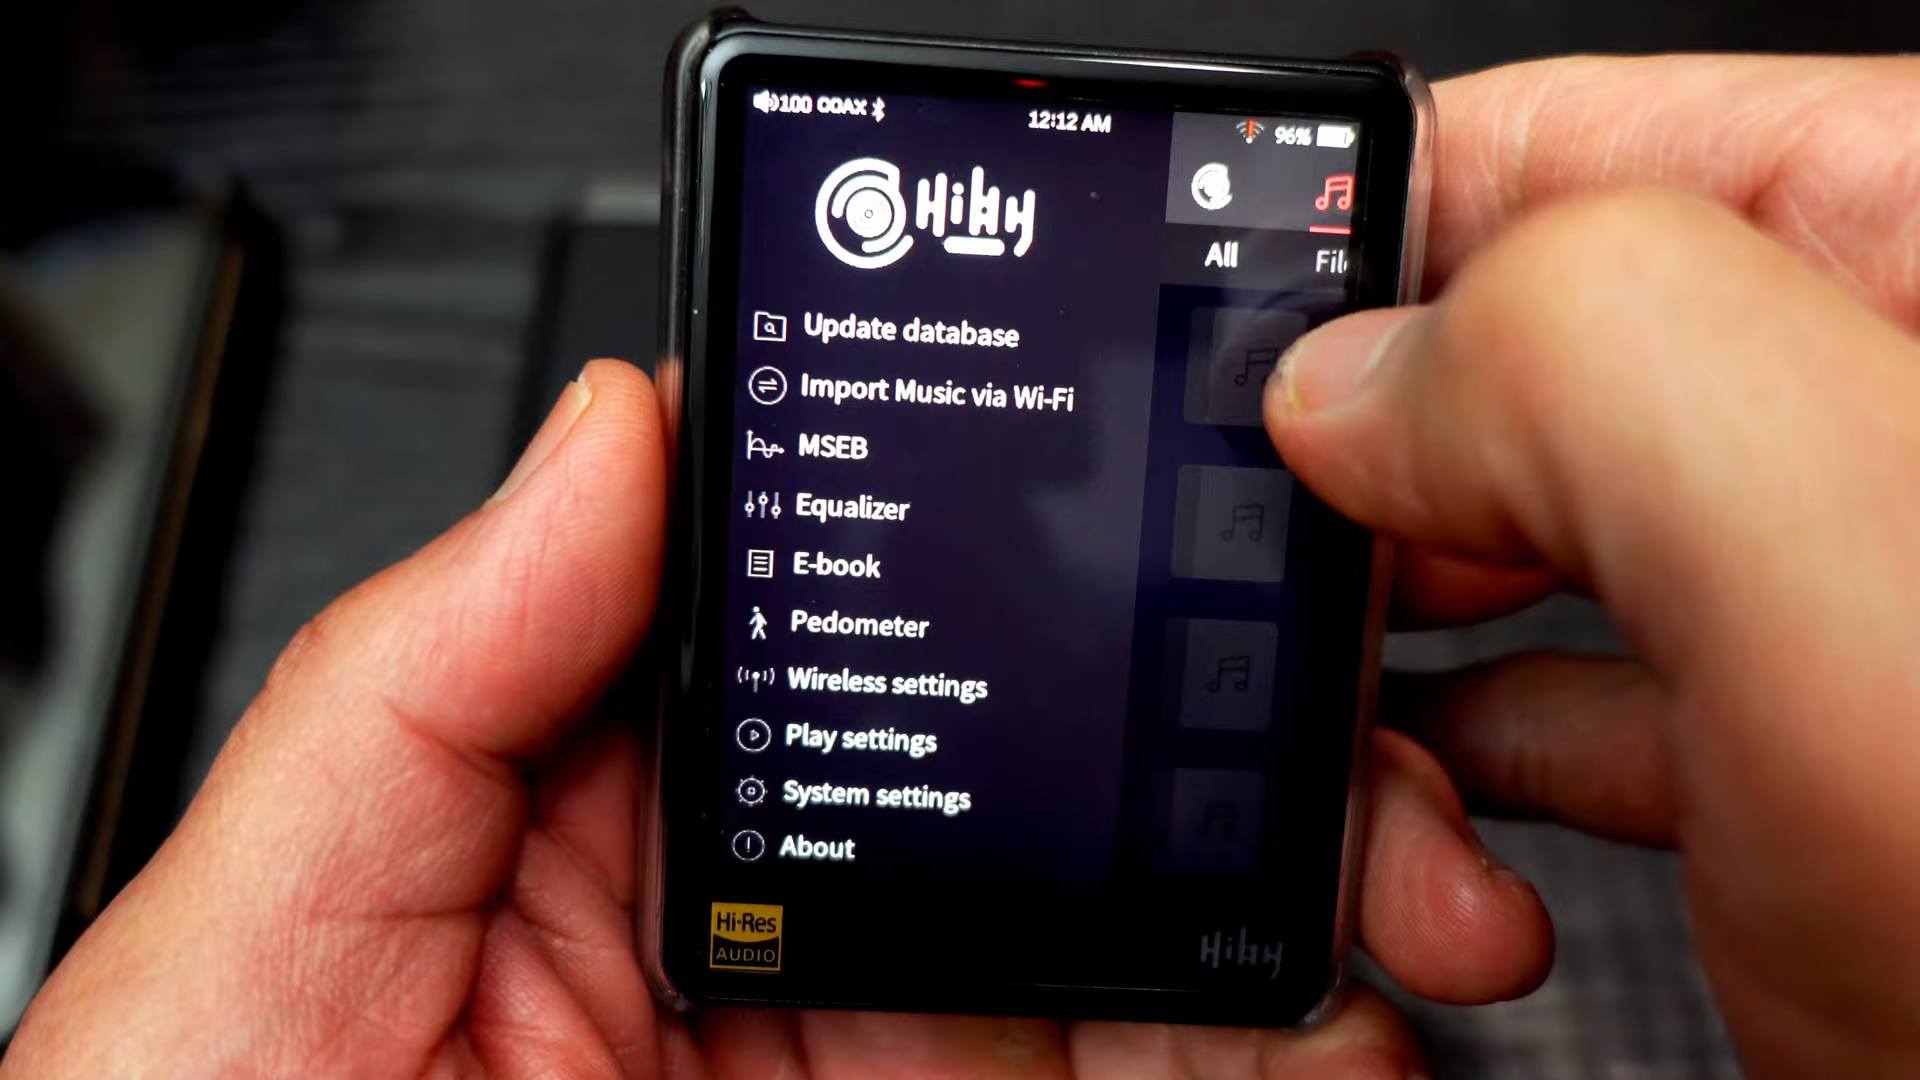 100 COAX
12:12 AM
96%
HiBy
All
Update database
Import Music via Wi-Fi
MSEB
Equalizer
E-book
Pedometer
Wireless settings
Play settings
System settings
About
Hi-Res
AUDIO
HiBy